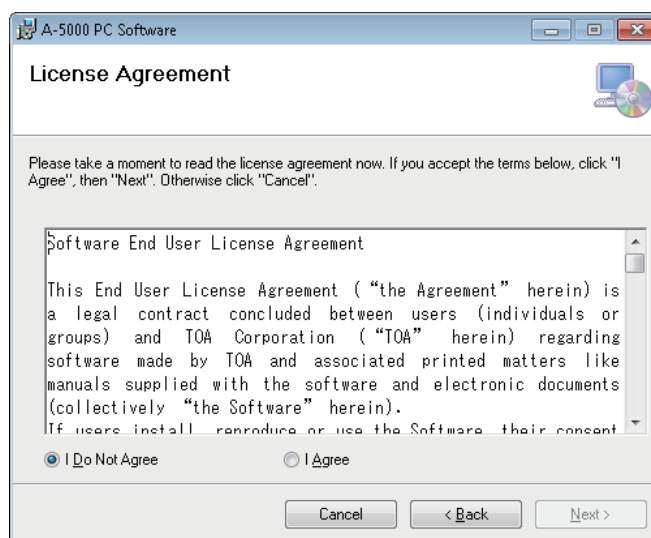 A-5000 PC Software
License Agreement
Please take a moment to read the license agreement now. If you accept the terms below, click "I
Agree", then "Next". Otherwise click "Cancel".
Software End User License Agreement
This End User License Agreement ( “the Agreement” herein) is
a legal contract concluded between users (individuals or
groups) and TOA Corporation ( “TOA” herein) regarding
software made by TOA and associated printed matters like
manuals supplied with the software and electronic documents
(collectively “the Software” herein).
If users install, reproduce or use the Software, their consent
I Do Not Agree
I Agree
Cancel
< Back
Next >